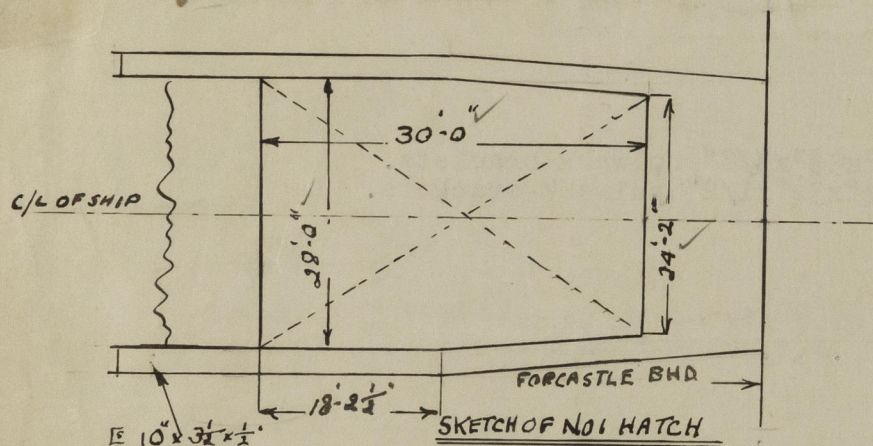 30'-0"
C/L OF SHIP
28'-0"
24'-2"
FORCASTLE BHD
18'-2½"
SKETCH OF NO1 HATCH
10" x 3½" x ½"